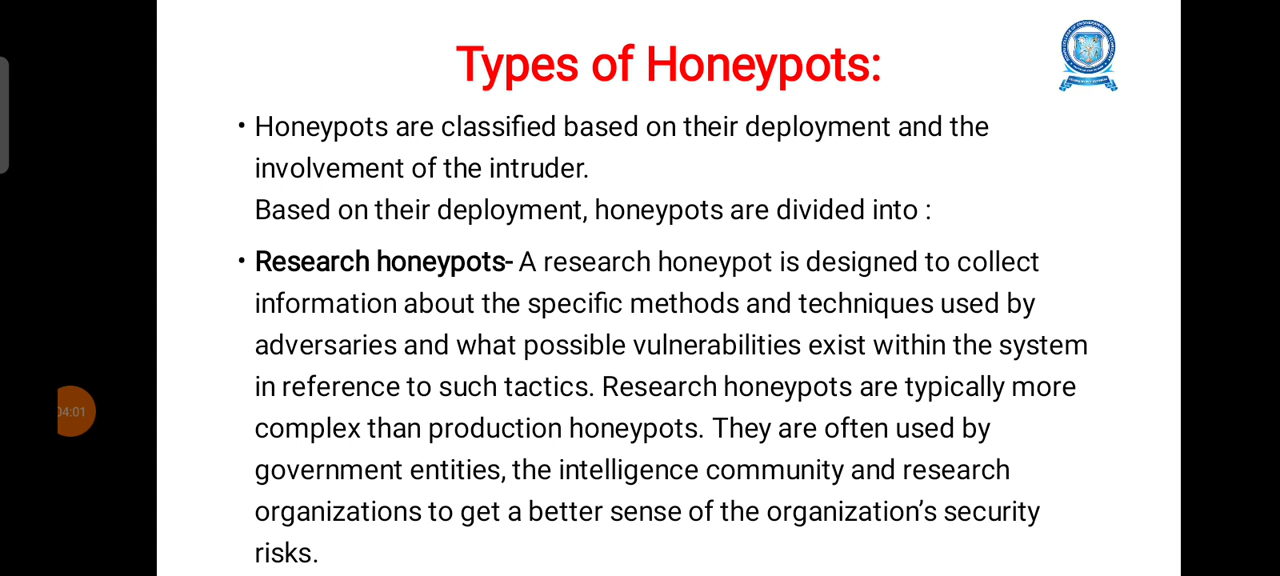 Types of Honeypots:
• Honeypots are classified based on their deployment and the
involvement of the intruder.
Based on their deployment, honeypots are divided into :
• Research honeypots- A research honeypot is designed to collect
information about the specific methods and techniques used by
adversaries and what possible vulnerabilities exist within the system
in reference to such tactics. Research honeypots are typically more
complex than production honeypots. They are often used by
government entities, the intelligence community and research
organizations to get a better sense of the organization’s security
risks.
04:01